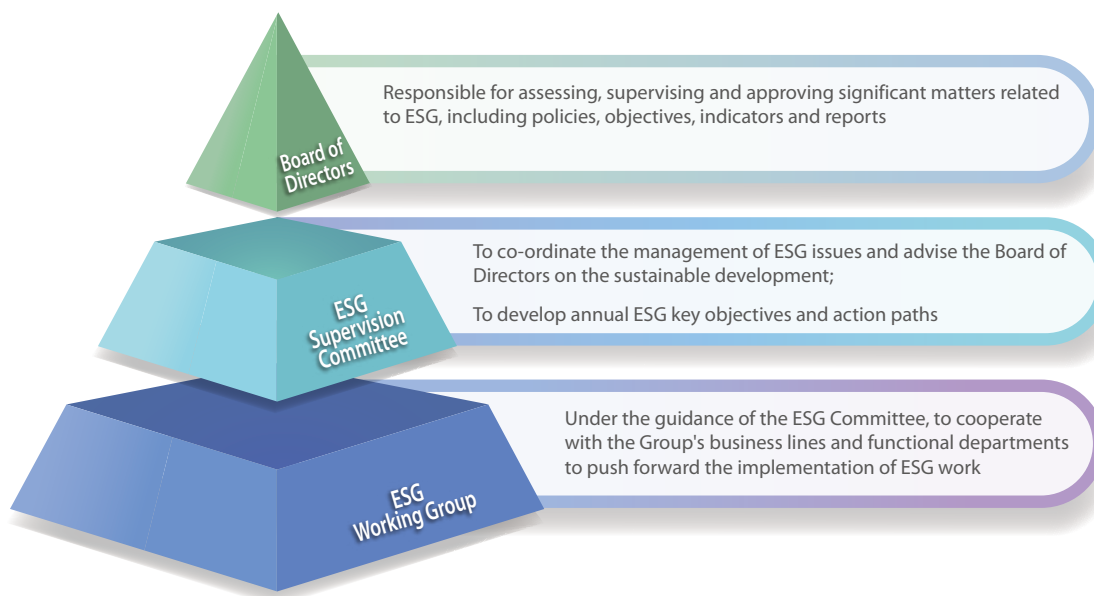 Responsible for assessing, supervising and approving significant matters related
to ESG, including policies, objectives, indicators and reports
Board of
Directors
To co-ordinate the management of ESG issues and advise the Board of
Directors on the sustainable development;
To develop annual ESG key objectives and action paths
ESG
Supervision
Committee
Under the guidance of the ESG Committee, to cooperate
with the Group's business lines and functional departments
to push forward the implementation of ESG work
ESG
Working Group